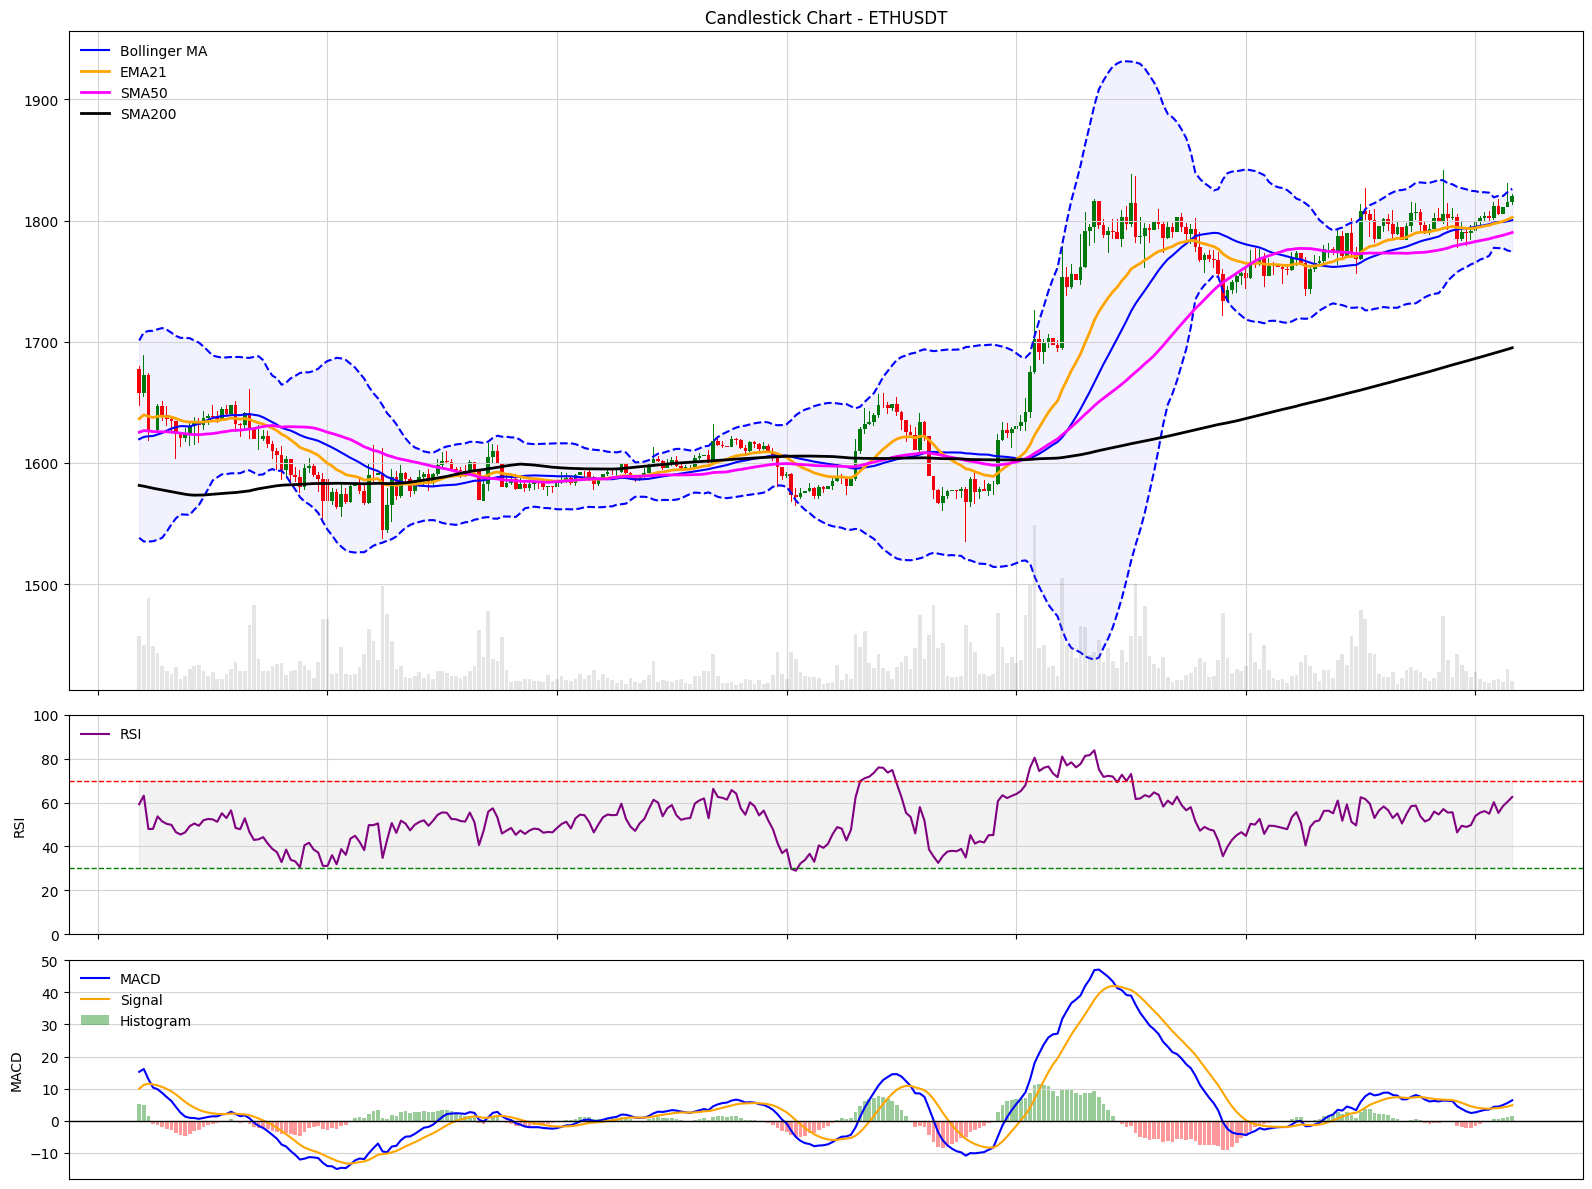 Candlestick Chart - ETHUSDT
Bollinger MA
EMA21
SMA50
SMA200
1900
1800
1700
1600
1500
RSI
100
80
60
40
20
0
RSI
MACD
Signal
Histogram
50
40
30
20
10
0
−10
MACD